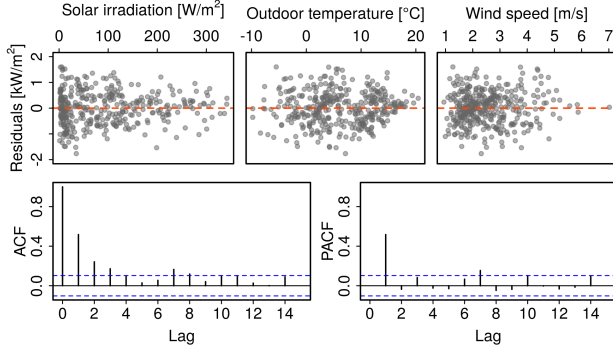 Solar irradiation [W/m²] Outdoor temperature [°C] Wind speed [m/s]
0 50 100 200 300 -10 0 10 20 1 2 3 4 5 6 7
Residuals [kW/m²]
2
1
0
-2
ACF
0.8
0.4
0.0
0 2 4 6 8 10 12 14
Lag
PACF
0.8
0.4
0.0
0 2 4 6 8 10 12 14
Lag